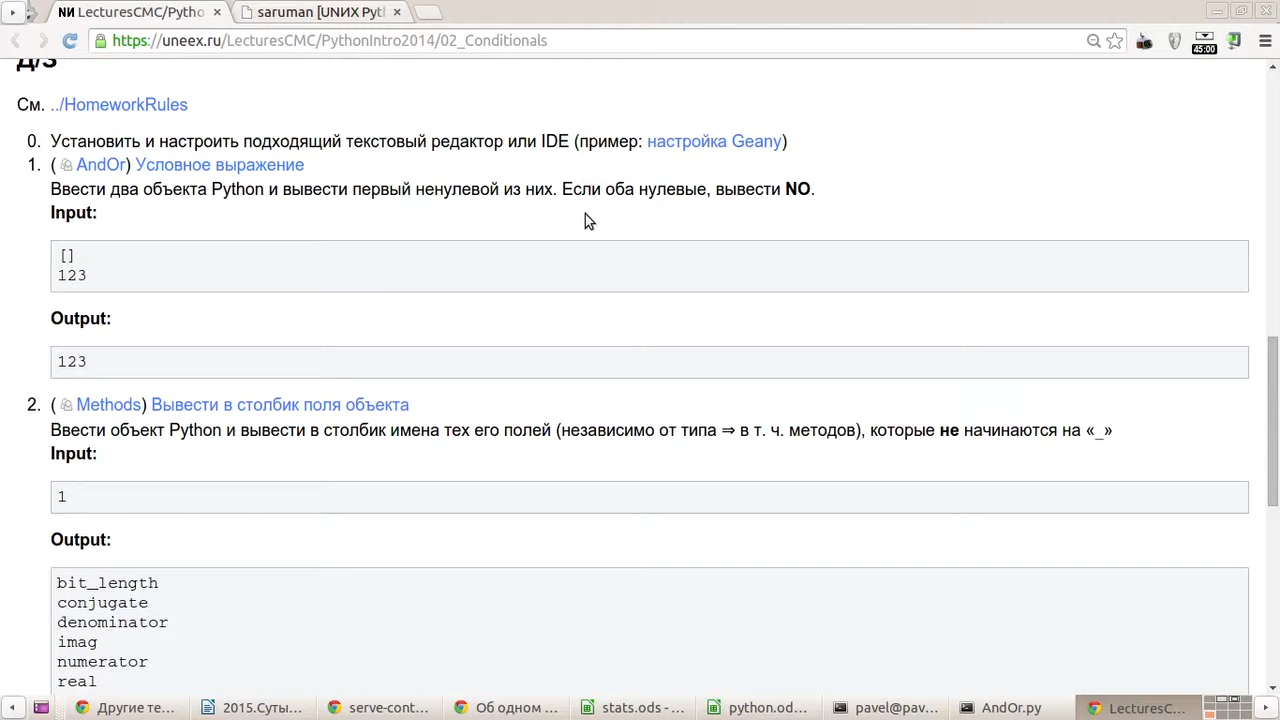 ИИ LecturesCMC/Pytho ×
saruman [UNИX Pyt ×
https://uneex.ru/LecturesCMC/PythonIntro2014/02_Conditionals
45:00
Д/З
См. ../HomeworkRules
0. Установить и настроить подходящий текстовый редактор или IDE (пример: настройка Geany)
1. ( AndOr) Условное выражение
Ввести два объекта Python и вывести первый ненулевой из них. Если оба нулевые, вывести NO.
Input:
[]
123
Output:
123
2. ( Methods) Вывести в столбик поля объекта
Ввести объект Python и вывести в столбик имена тех его полей (независимо от типа ⇒ в т. ч. методов), которые не начинаются на «_»
Input:
1
Output:
bit_length
conjugate
denominator
imag
numerator
real
Другие те... 2015.Суты... serve-cont... Об основ... stats.ods - ... python.od... pavel@pav... AndOr.py LecturesC...